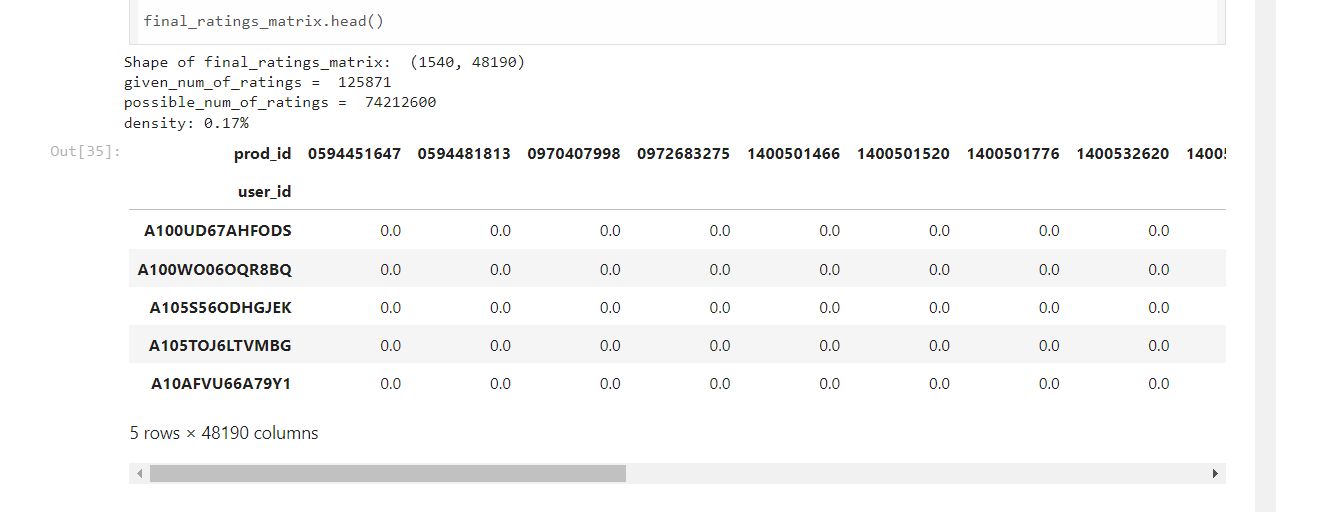 final_ratings_matrix.head()
Shape of final_ratings_matrix:  (1540, 48190)
given_num_of_ratings =  125871
possible_num_of_ratings =  74212600
density: 0.17%
Out[35]:
prod_id 0594451647 0594481813 0970407998 0972683275 1400501466 1400501520 1400501776 1400532620
user_id
A100UD67AHFODS 0.0 0.0 0.0 0.0 0.0 0.0 0.0 0.0
A100WO06OQR8BQ 0.0 0.0 0.0 0.0 0.0 0.0 0.0 0.0
A105S56ODHGJEK 0.0 0.0 0.0 0.0 0.0 0.0 0.0 0.0
A105TOJ6LTVMBG 0.0 0.0 0.0 0.0 0.0 0.0 0.0 0.0
A10AFVU66A79Y1 0.0 0.0 0.0 0.0 0.0 0.0 0.0 0.0
5 rows × 48190 columns